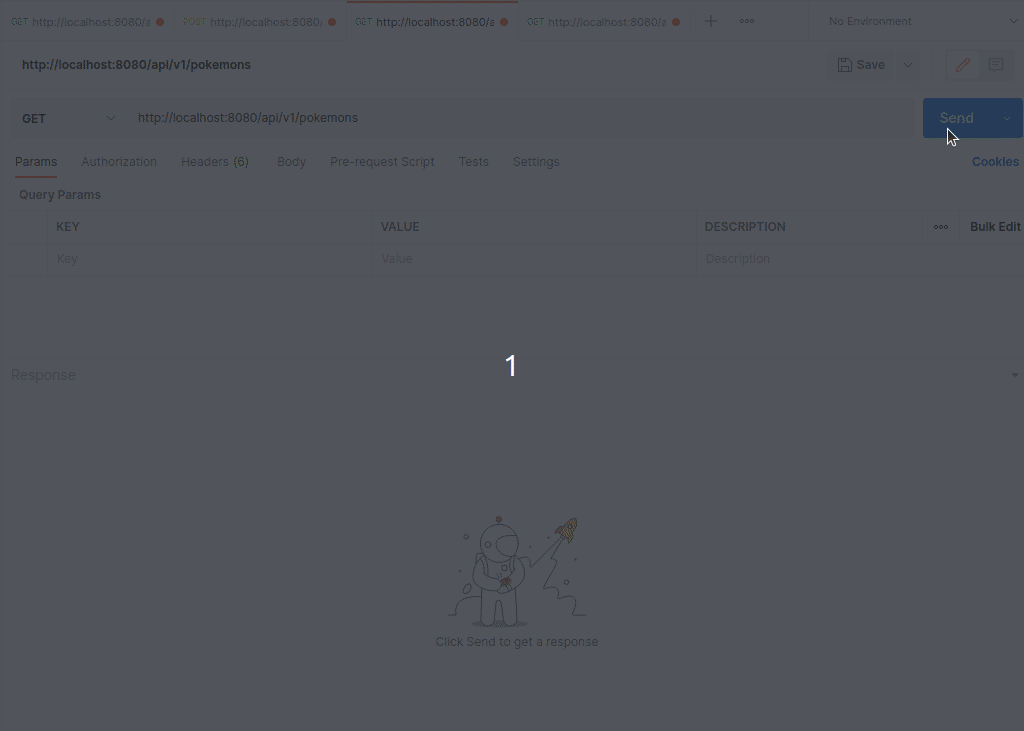 GET http://localhost:8080/a POST http://localhost:8080/ GET http://localhost:8080/a GET http://localhost:8080/a + No Environment
http://localhost:8080/api/v1/pokemons Save
GET http://localhost:8080/api/v1/pokemons Send
Params Authorization Headers (6) Body Pre-request Script Tests Settings Cookies
Query Params
KEY VALUE DESCRIPTION Bulk Edit
Key Value Description
1
Response
Click Send to get a response